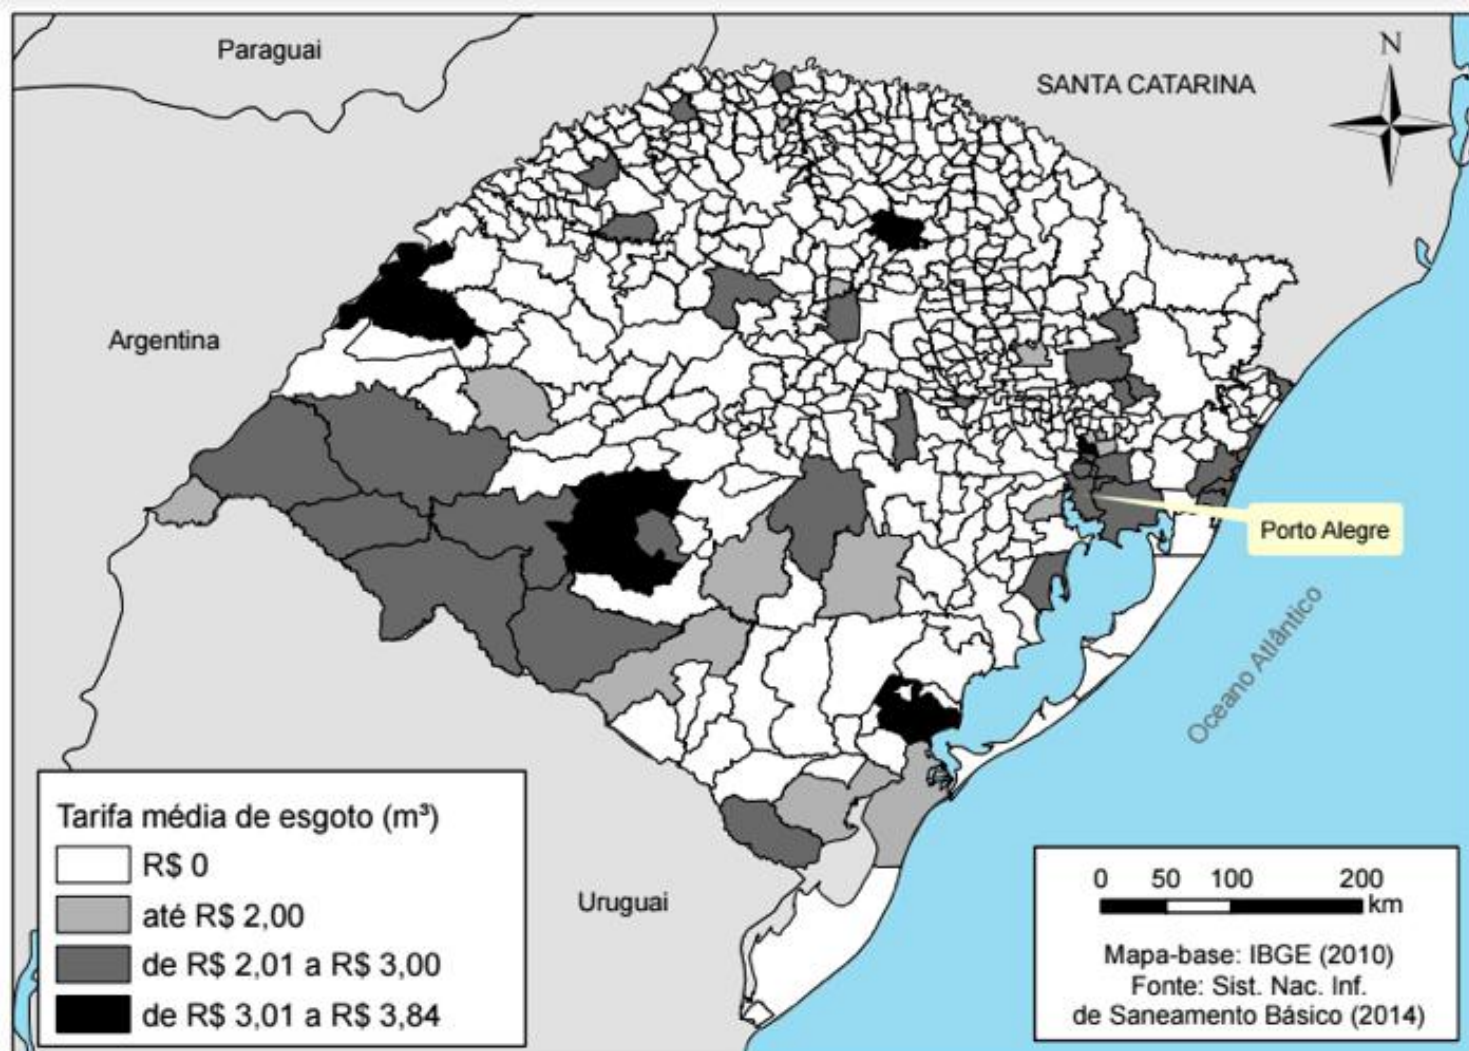 Paraguai
N
SANTA CATARINA
Argentina
Porto Alegre
Oceano Atlântico
Uruguai
Tarifa média de esgoto (m³)
R$ 0
até R$ 2,00
de R$ 2,01 a R$ 3,00
de R$ 3,01 a R$ 3,84
0 50 100 200
km
Mapa-base: IBGE (2010)
Fonte: Sist. Nac. Inf.
de Saneamento Básico (2014)